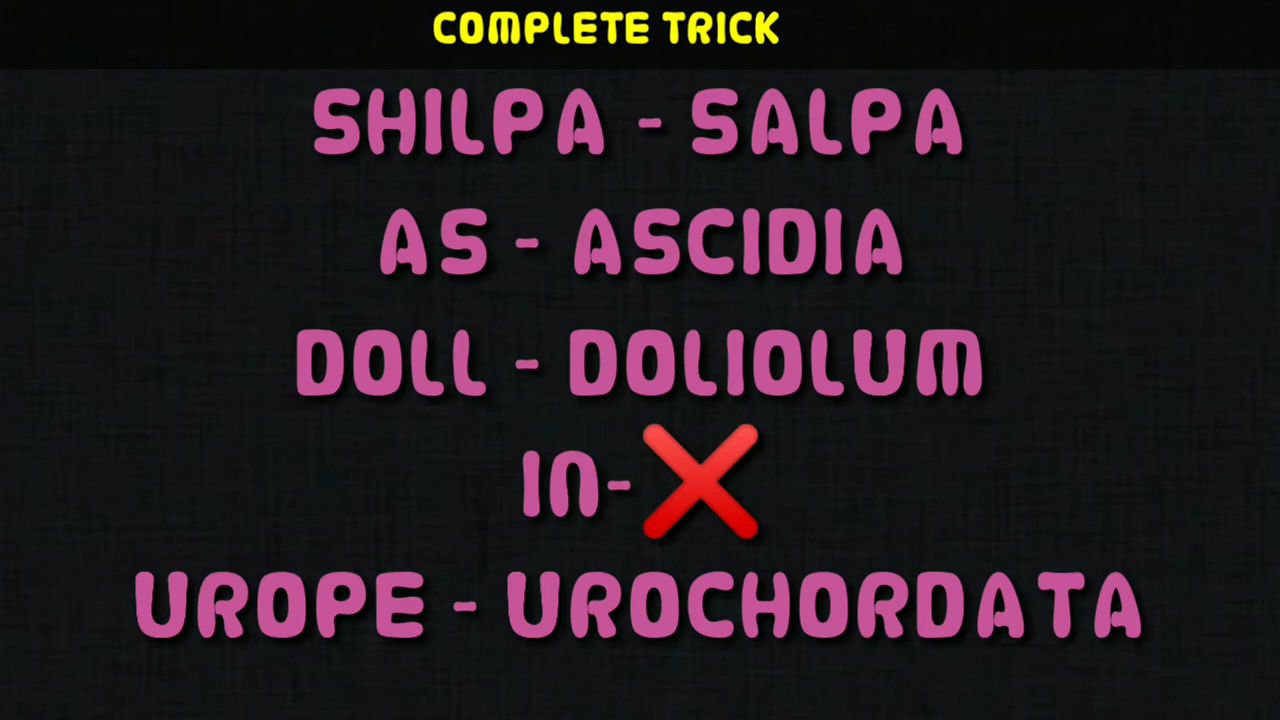 COMPLETE TRICK
SHILPA - SALPA
AS - ASCIDIA
DOLL - DOLIOLUM
IN-❌
UROPE - UROCHORDATA